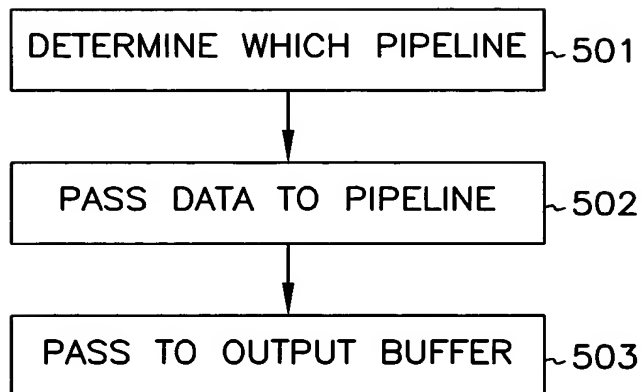 DETERMINE WHICH PIPELINE 501
PASS DATA TO PIPELINE 502
PASS TO OUTPUT BUFFER 503